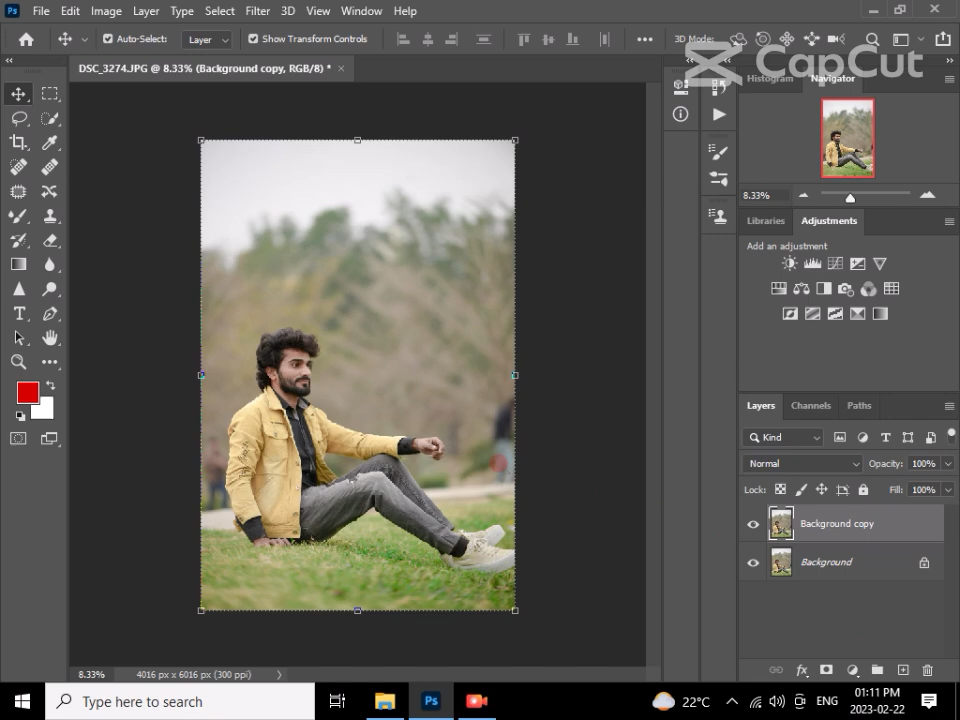 Ps File Edit Image Layer Type Select Filter 3D View Window Help
Auto-Select: Layer Show Transform Controls 3D Mode:
CapCut
DSC_3274.JPG @ 8.33% (Background copy, RGB/8) * ×
Histogram Navigator
8.33%
Libraries Adjustments
Add an adjustment
Layers Channels Paths
Kind
Normal Opacity: 100%
Lock: Fill: 100%
Background copy
Background
8.33% 4016 px x 6016 px (300 ppi)
Type here to search
Ps
22°C
ENG
01:11 PM
2023-02-22